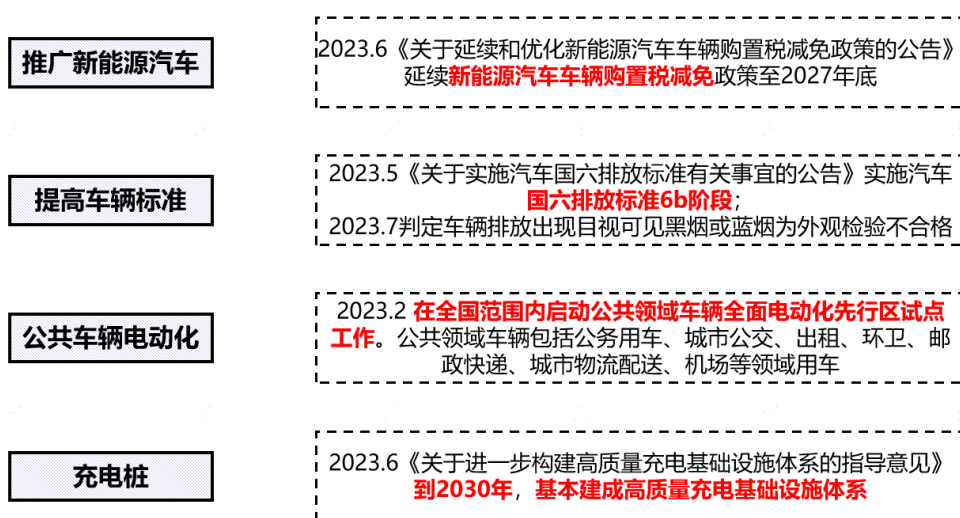 推广新能源汽车
2023.6《关于延续和优化新能源汽车车辆购置税减免政策的公告》
延续新能源汽车车辆购置税减免政策至2027年底
提高车辆标准
2023.5《关于实施汽车国六排放标准有关事宜的公告》实施汽车
国六排放标准6b阶段；
2023.7判定车辆排放出现目视可见黑烟或蓝烟为外观检验不合格
公共车辆电动化
2023.2 在全国范围内启动公共领域车辆全面电动化先行区试点
工作。公共领域车辆包括公务用车、城市公交、出租、环卫、邮
政快递、城市物流配送、机场等领域用车
充电桩
2023.6《关于进一步构建高质量充电基础设施体系的指导意见》
到2030年，基本建成高质量充电基础设施体系